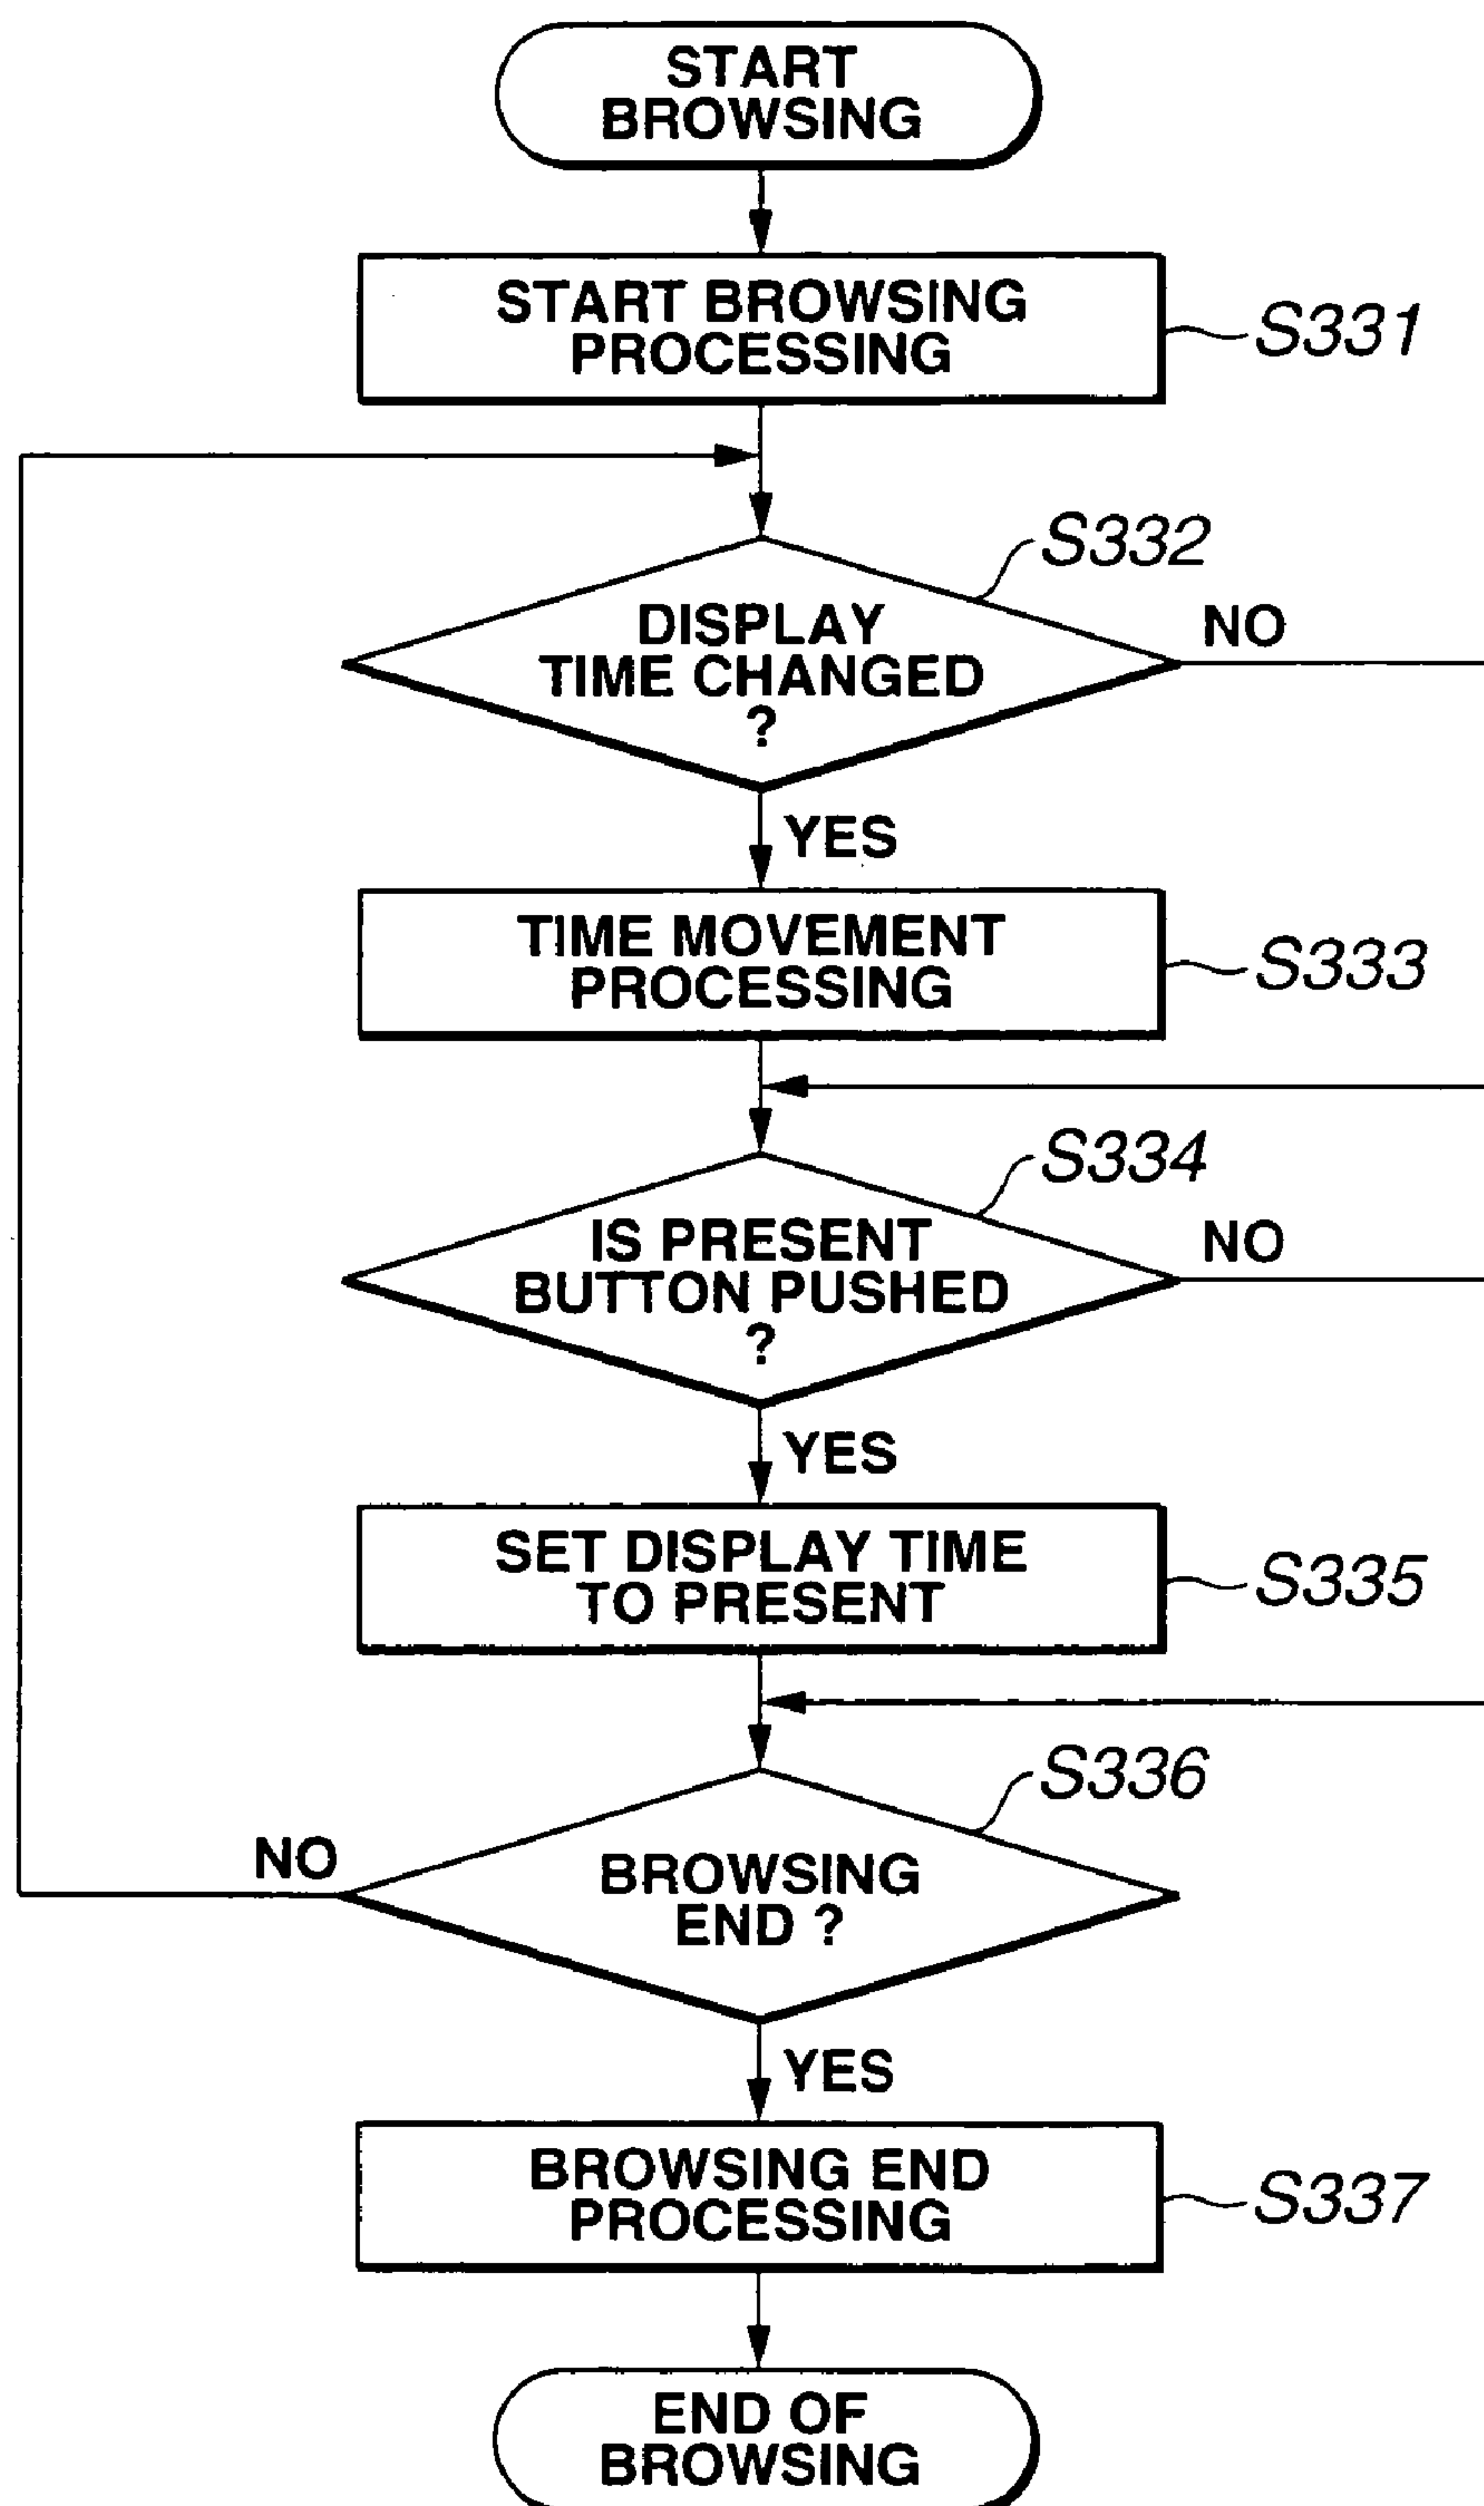 START
BROWSING
START BROWSING
PROCESSING
S331
S332
DISPLAY
TIME CHANGED
?
NO
YES
TIME MOVEMENT
PROCESSING
S333
S334
IS PRESENT
BUTTON PUSHED
?
NO
YES
SET DISPLAY TIME
TO PRESENT
S335
S336
NO
BROWSING
END ?
YES
BROWSING END
PROCESSING
S337
END OF
BROWSING